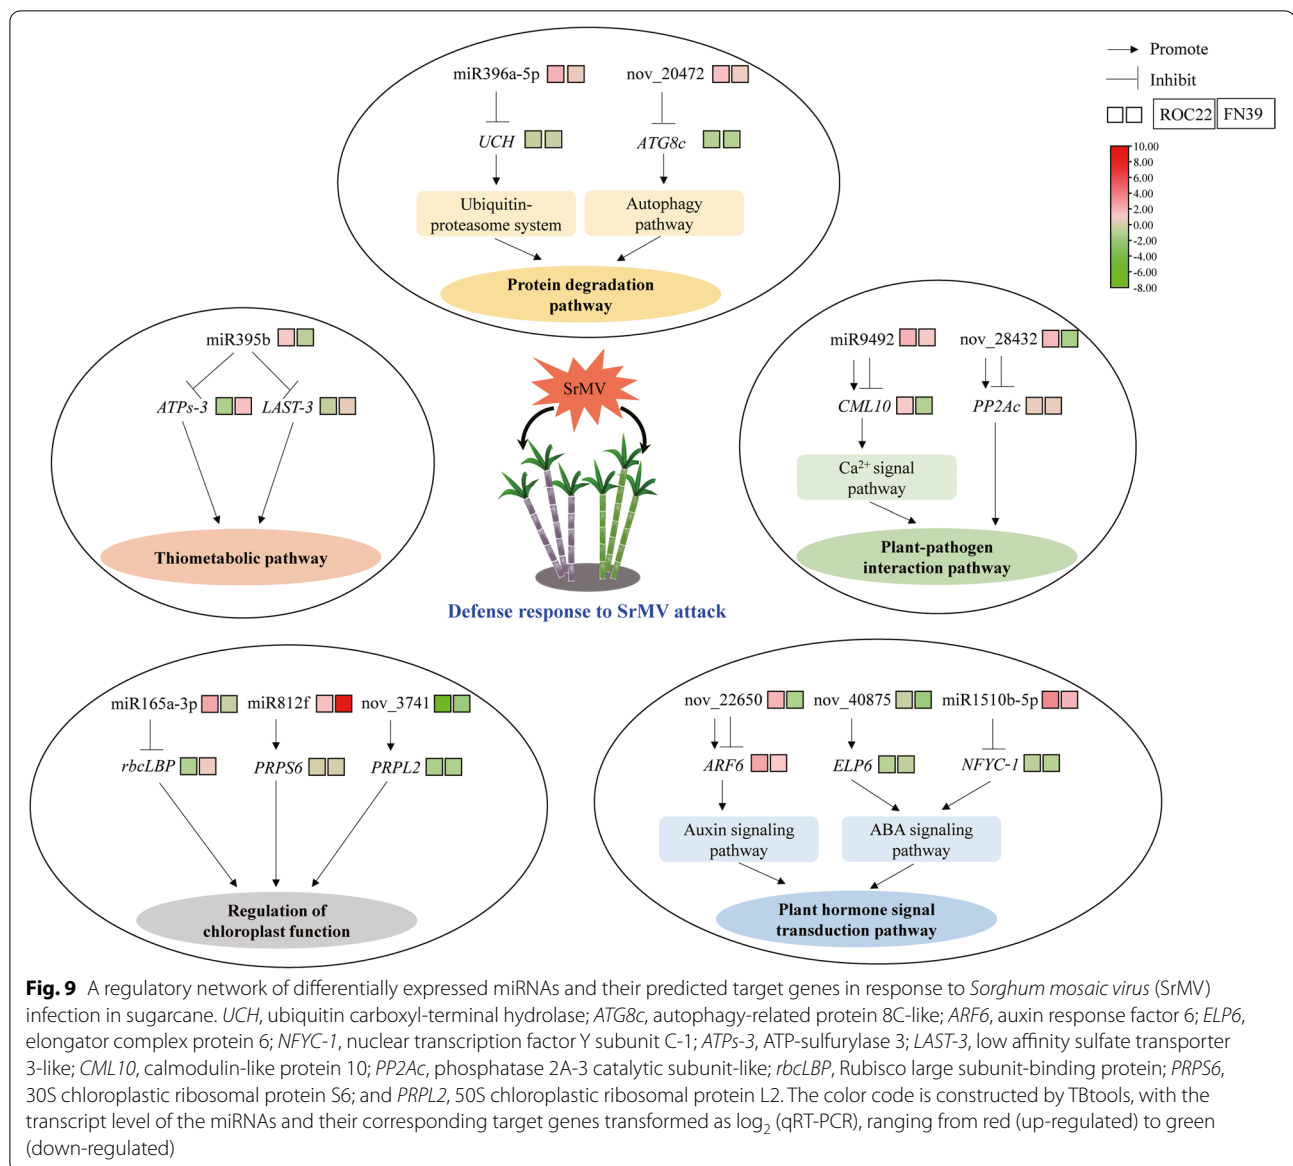 miR396a-5p
nov_20472
UCH
ATG8c
Ubiquitin-
proteasome system
Autophagy
pathway
Protein degradation
pathway
Promote
Inhibit
ROC22 FN39
10.00
8.00
6.00
4.00
2.00
0.00
-2.00
-4.00
-6.00
-8.00
miR395b
ATPs-3
LAST-3
Thiometabolic pathway
SrMV
Defense response to SrMV attack
miR9492
nov_28432
CML10
PP2Ac
Ca²⁺ signal
pathway
Plant-pathogen
interaction pathway
miR165a-3p
miR812f
nov_3741
rbcLBP
PRPS6
PRPL2
Regulation of
chloroplast function
nov_22650
nov_40875
miR1510b-5p
ARF6
ELP6
NFYC-1
Auxin signaling
pathway
ABA signaling
pathway
Plant hormone signal
transduction pathway
Fig. 9 A regulatory network of differentially expressed miRNAs and their predicted target genes in response to Sorghum mosaic virus (SrMV)
infection in sugarcane. UCH, ubiquitin carboxyl-terminal hydrolase; ATG8c, autophagy-related protein 8C-like; ARF6, auxin response factor 6; ELP6,
elongator complex protein 6; NFYC-1, nuclear transcription factor Y subunit C-1; ATPs-3, ATP-sulfurylase 3; LAST-3, low affinity sulfate transporter
3-like; CML10, calmodulin-like protein 10; PP2Ac, phosphatase 2A-3 catalytic subunit-like; rbcLBP, Rubisco large subunit-binding protein; PRPS6,
30S chloroplastic ribosomal protein S6; and PRPL2, 50S chloroplastic ribosomal protein L2. The color code is constructed by TBtools, with the
transcript level of the miRNAs and their corresponding target genes transformed as log₂ (qRT-PCR), ranging from red (up-regulated) to green
(down-regulated)